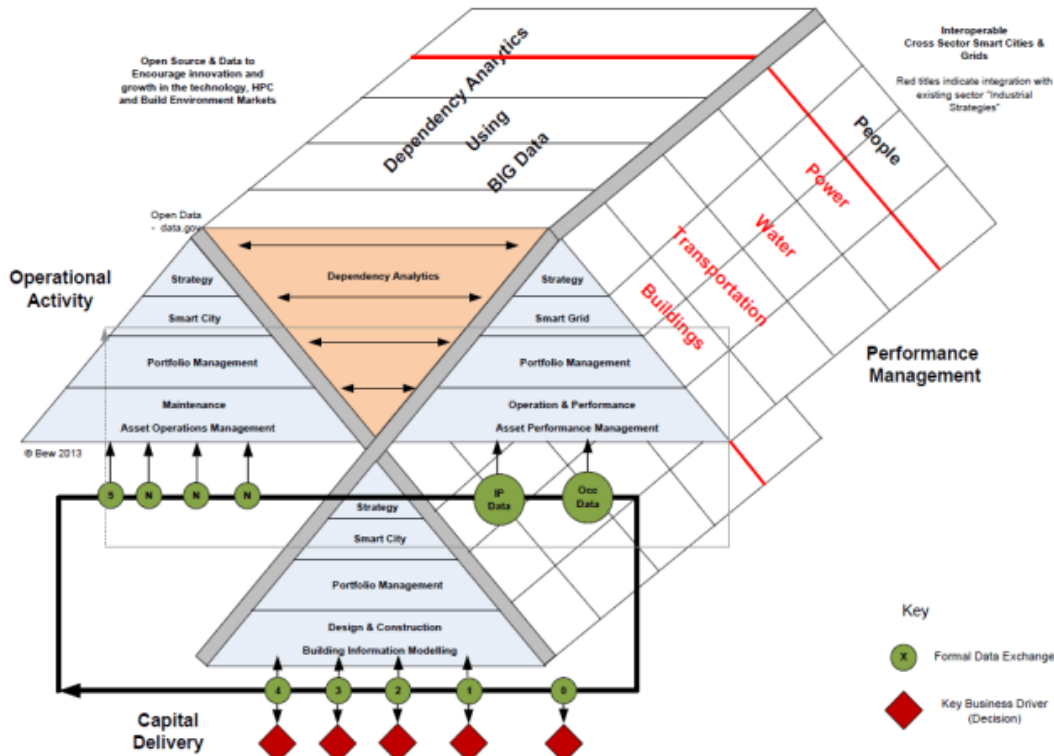 Open Source & Data to
Encourage innovation and
growth in the technology, HPC
and Build Environment Markets
Interoperable
Cross Sector Smart Cities &
Grids
Red titles indicate integration with
existing sector "Industrial
Strategies"
Dependency Analytics
Using
BIG Data
People
Power
Water
Transportation
Buildings
Open Data
- data.gov
Operational
Activity
Performance
Management
Dependency Analytics
Strategy
Smart City
Portfolio Management
Maintenance
Asset Operations Management
Strategy
Smart Grid
Portfolio Management
Operation & Performance
Asset Performance Management
© Bew 2013
5
N
N
N
IP
Data
Occ
Data
Strategy
Smart City
Portfolio Management
Design & Construction
Building Information Modelling
4
3
2
1
0
Capital
Delivery
Key
X
Formal Data Exchange
Key Business Driver
(Decision)